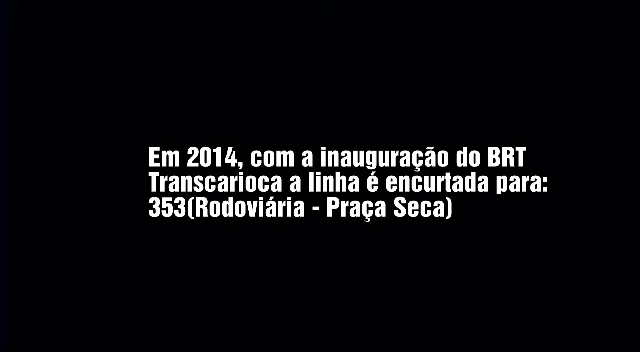 Em 2014, com a inauguração do BRT
Transcarioca a linha é encurtada para:
353(Rodoviária - Praça Seca)